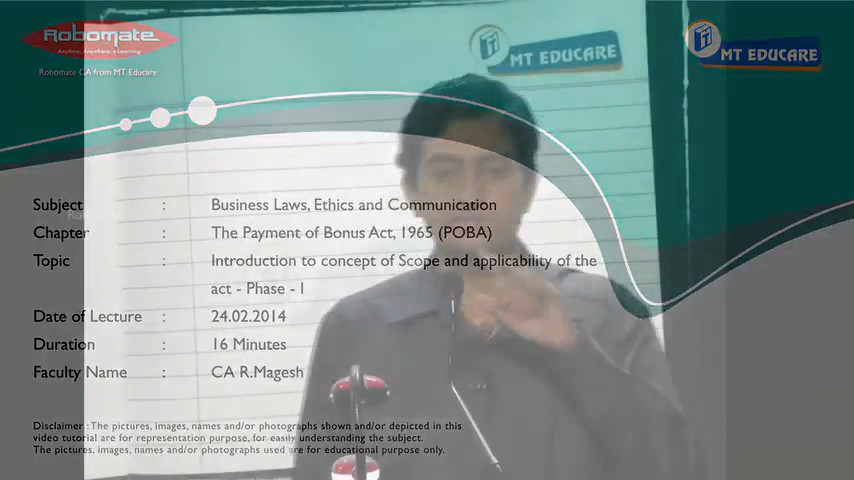 Robomate
Anytime, Anywhere, e-Learning
Robomate CA from MT Educare
MT EDUCARE
MT EDUCARE
Subject : Business Laws, Ethics and Communication
Chapter : The Payment of Bonus Act, 1965 (POBA)
Topic : Introduction to concept of Scope and applicability of the
act - Phase - I
Date of Lecture : 24.02.2014
Duration : 16 Minutes
Faculty Name : CA R.Magesh
Disclaimer : The pictures, images, names and/or photographs shown and/or depicted in this
video tutorial are for representation purpose, for easily understanding the subject.
The pictures, images, names and/or photographs used are for educational purpose only.